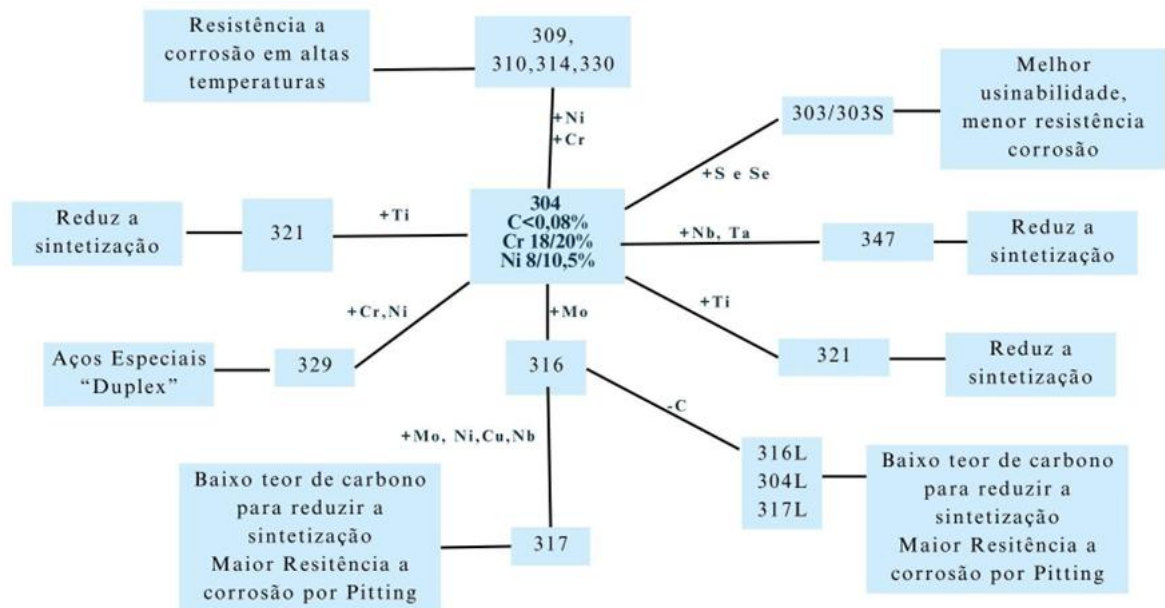 Resistência a
corrosão em altas
temperaturas
309,
310,314,330
+Ni
+Cr
303/303S
Melhor
usinabilidade,
menor resistência
corrosão
+S e Se
304
C<0,08%
Cr 18/20%
Ni 8/10,5%
Reduz a
sintetização
321
+Ti
+Nb, Ta
347
Reduz a
sintetização
+Cr,Ni
+Mo
+Ti
Aços Especiais
“Duplex”
329
316
321
Reduz a
sintetização
-C
+Mo, Ni,Cu,Nb
316L
304L
317L
Baixo teor de carbono
para reduzir a
sintetização
Maior Resitência a
corrosão por Pitting
Baixo teor de carbono
para reduzir a
sintetização
Maior Resitência a
corrosão por Pitting
317